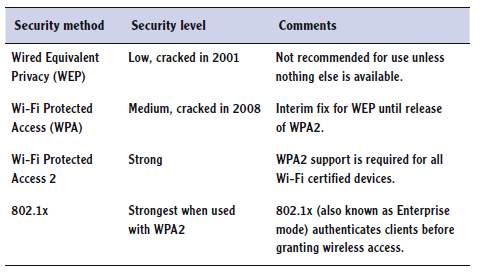 Security method Security level Comments
Wired Equivalent Low, cracked in 2001 Not recommended for use unless
Privacy (WEP) nothing else is available.
Wi-Fi Protected Medium, cracked in 2008 Interim fix for WEP until release
Access (WPA) of WPA2.
Wi-Fi Protected Strong WPA2 support is required for all
Access 2 Wi-Fi certified devices.
802.1x Strongest when used 802.1x (also known as Enterprise
with WPA2 mode) authenticates clients before
granting wireless access.